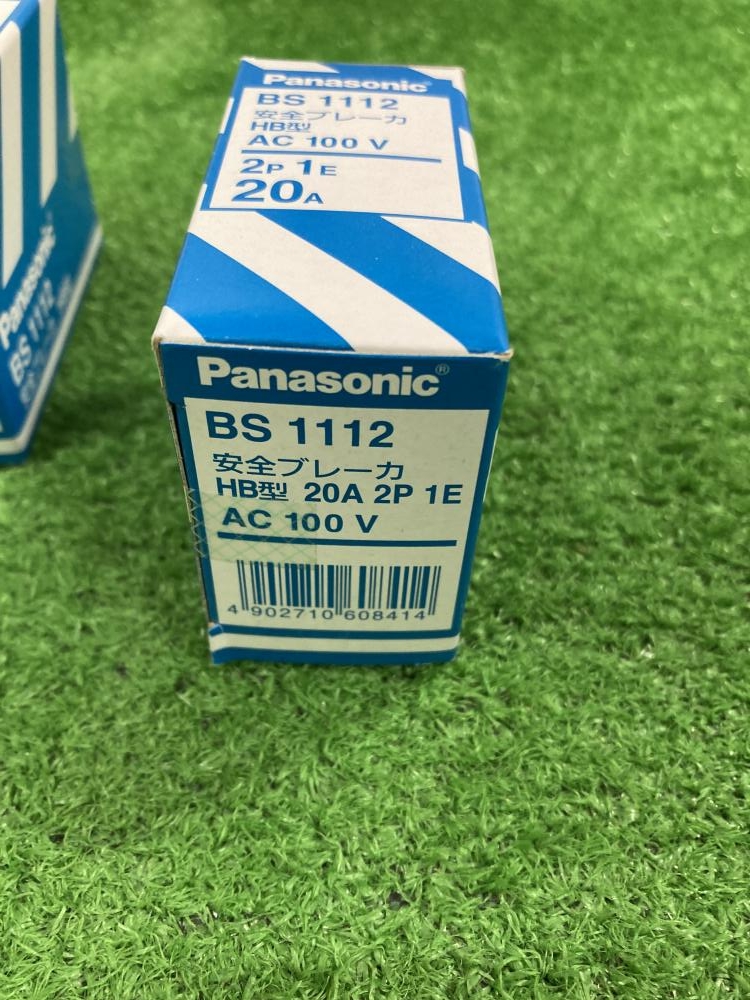 Panasonic
BS 1112
安全ブレーカ
HB型
AC 100 V
2P 1E
20A
Panasonic®
BS 1112
安全ブレーカ
HB型 20A 2P 1E
AC 100 V
4 902710 608414
Panasonic
BS 1112